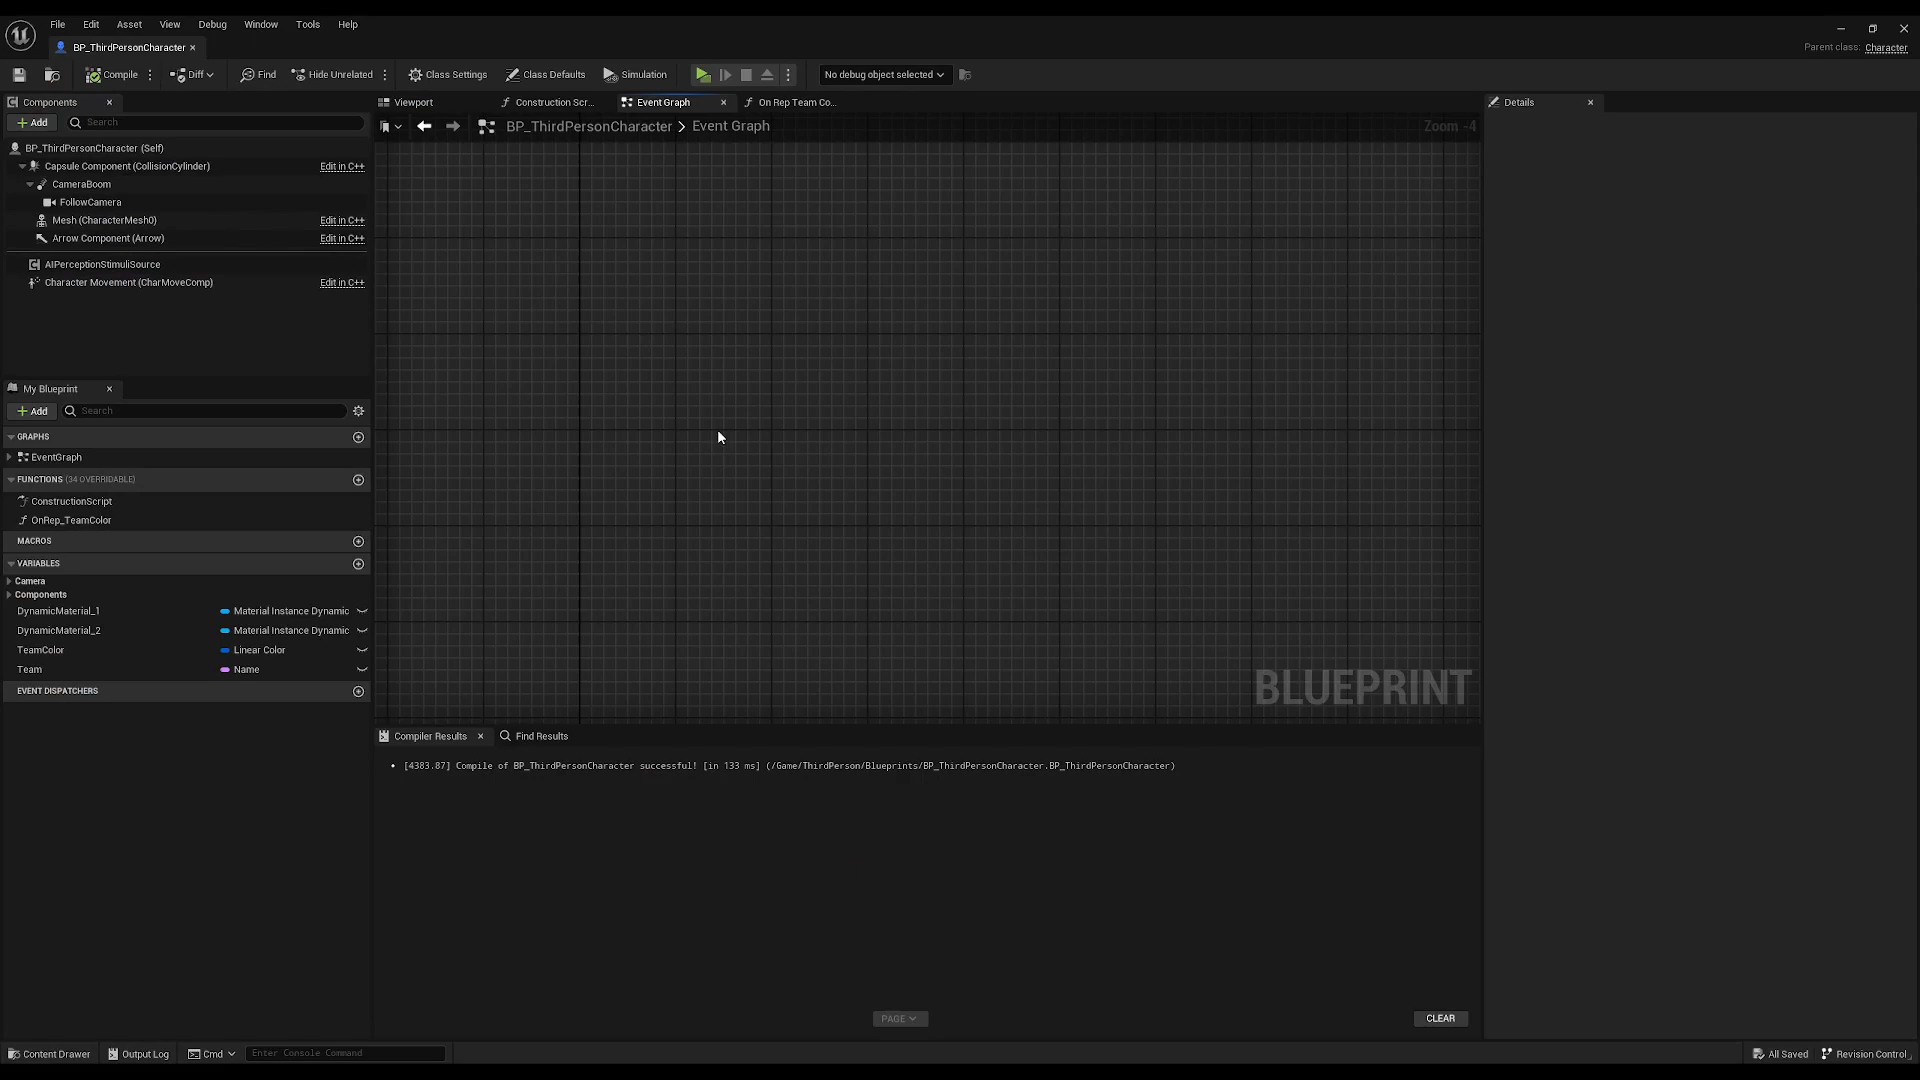 File Edit Asset View Debug Window Tools Help
BP_ThirdPersonCharacter
Parent class: Character
Compile Diff Find Hide Unrelated Class Settings Class Defaults Simulation No debug object selected
Components
Viewport Construction Scr... Event Graph On Rep Team Co... Details
Add Search
BP_ThirdPersonCharacter > Event Graph Zoom -4
BP_ThirdPersonCharacter (Self)
Capsule Component (CollisionCylinder) Edit in C++
CameraBoom
FollowCamera
Mesh (CharacterMesh0) Edit in C++
Arrow Component (Arrow) Edit in C++
AIPerceptionStimuliSource
Character Movement (CharMoveComp) Edit in C++
My Blueprint
Add Search
GRAPHS
EventGraph
FUNCTIONS (34 OVERRIDABLE)
ConstructionScript
OnRep_TeamColor
MACROS
VARIABLES
Camera
Components
DynamicMaterial_1 Material Instance Dynamic
DynamicMaterial_2 Material Instance Dynamic
TeamColor Linear Color
Team Name
EVENT DISPATCHERS
BLUEPRINT
Compiler Results Find Results
[4383.87] Compile of BP_ThirdPersonCharacter successful! [in 133 ms] (/Game/ThirdPerson/Blueprints/BP_ThirdPersonCharacter.BP_ThirdPersonCharacter)
PAGE CLEAR
Content Drawer Output Log Cmd Enter Console Command All Saved Revision Control